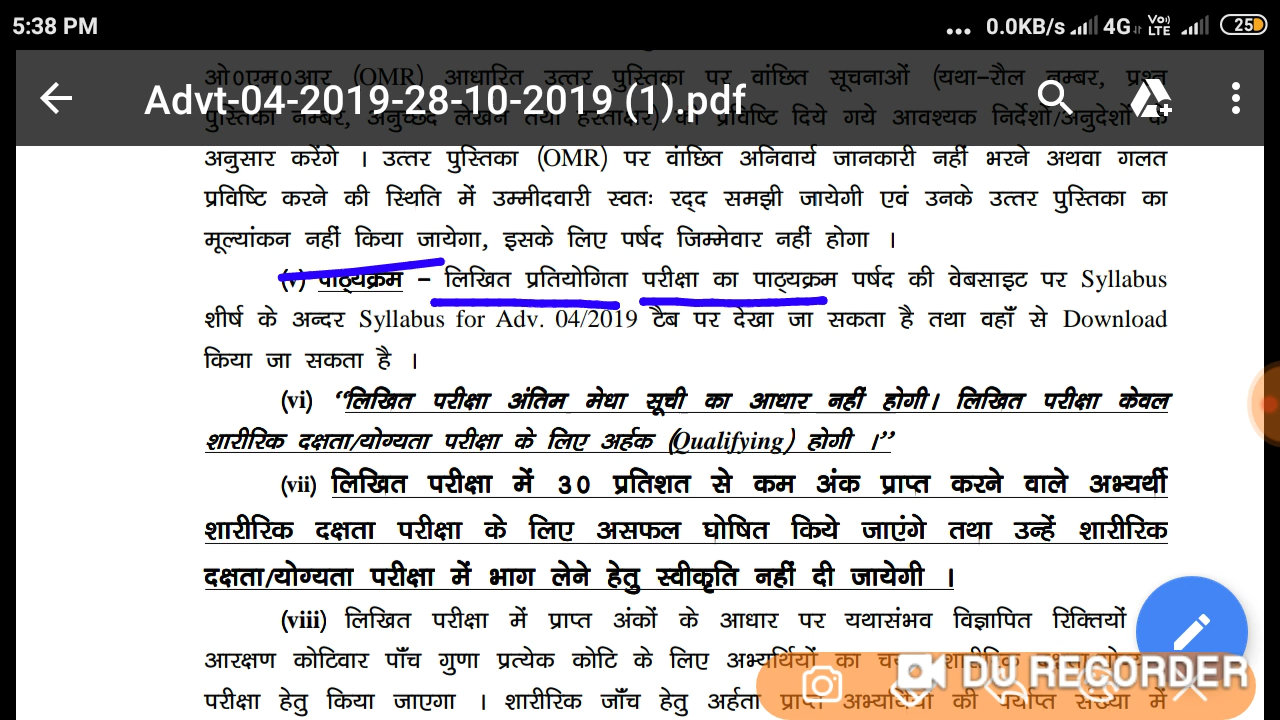 5:38 PM
... 0.0KB/s 4G Vo) LTE 25
ओ0एम0आर (OMR) आधारित उत्तर पुस्तिका पर वांछित सूचनाओं (यथा-रौल नम्बर, प्रश्न
Advt-04-2019-28-10-2019 (1).pdf
पुस्तिका नम्बर, अनुच्छेद लेखन तथा हस्ताक्षर) की प्रविष्टि दिये गये आवश्यक निर्देशों/अनुदेशों के
अनुसार करेंगे । उत्तर पुस्तिका (OMR) पर वांछित अनिवार्य जानकारी नहीं भरने अथवा गलत
प्रविष्टि करने की स्थिति में उम्मीदवारी स्वतः रद्द समझी जायेगी एवं उनके उत्तर पुस्तिका का
मूल्यांकन नहीं किया जायेगा, इसके लिए पर्षद जिम्मेवार नहीं होगा ।
(v) पाठ्यक्रम – लिखित प्रतियोगिता परीक्षा का पाठ्यक्रम पर्षद की वेबसाइट पर Syllabus
शीर्ष के अन्दर Syllabus for Adv. 04/2019 टैब पर देखा जा सकता है तथा वहाँ से Download
किया जा सकता है ।
(vi) “लिखित परीक्षा अंतिम मेधा सूची का आधार नहीं होगी। लिखित परीक्षा केवल
शारीरिक दक्षता/योग्यता परीक्षा के लिए अर्हक (Qualifying) होगी ।”
(vii) लिखित परीक्षा में 30 प्रतिशत से कम अंक प्राप्त करने वाले अभ्यर्थी
शारीरिक दक्षता परीक्षा के लिए असफल घोषित किये जाएंगे तथा उन्हें शारीरिक
दक्षता/योग्यता परीक्षा में भाग लेने हेतु स्वीकृति नहीं दी जायेगी ।
(viii) लिखित परीक्षा में प्राप्त अंकों के आधार पर यथासंभव विज्ञापित रिक्तियों
आरक्षण कोटिवार पाँच गुणा प्रत्येक कोटि के लिए अभ्यर्थियों का शारीरिक
DU RECORDER
परीक्षा हेतु किया जाएगा । शारीरिक जाँच हेतु अर्हता प्राप्त अभ्यर्थियों की पर्याप्त संख्या में